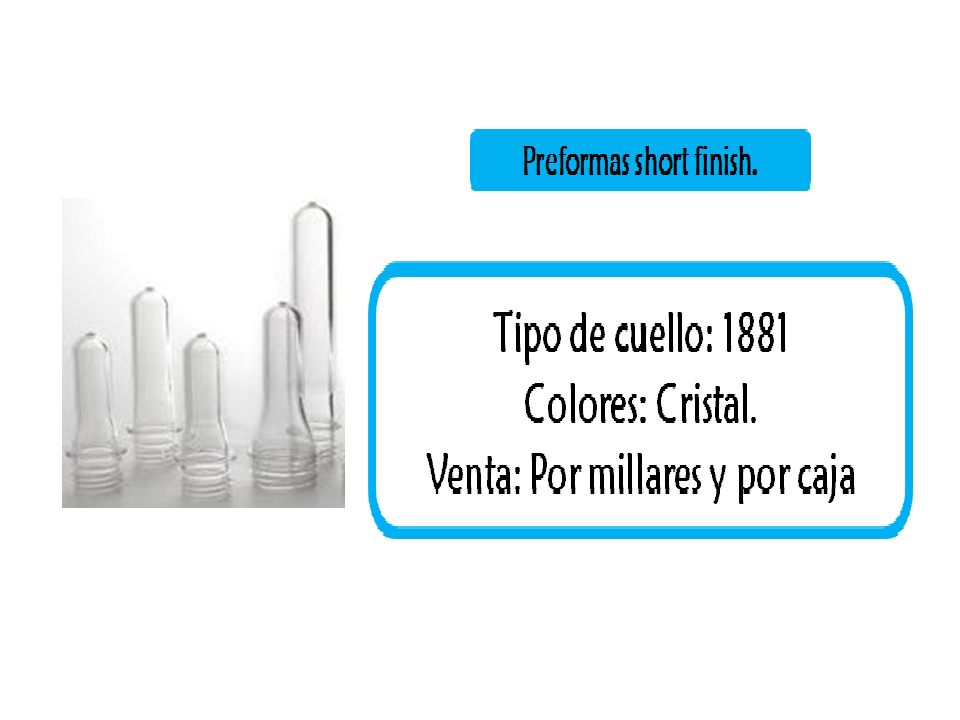 Preformas short finish.
Tipo de cuello: 1881
Colores: Cristal.
Venta: Por millares y por caja